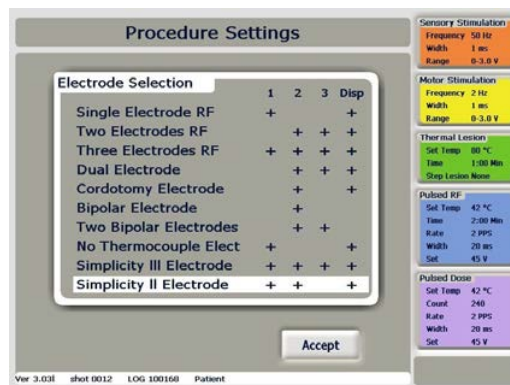 Procedure Settings
Electrode Selection
1 2 3 Disp
Single Electrode RF + +
Two Electrodes RF + + +
Three Electrodes RF + + + +
Dual Electrode + + +
Cordotomy Electrode + +
Bipolar Electrode +
Two Bipolar Electrodes + +
No Thermocouple Elect + +
Simplicity III Electrode + + + +
Simplicity II Electrode + + +
Accept
Ver 3.03l shot 0012 LOG 100160 Patient
Sensory Stimulation
Frequency 50 Hz
Width 1 ms
Range 0-3.0 V
Motor Stimulation
Frequency 2 Hz
Width 1 ms
Range 0-3.0 V
Thermal Lesion
Set Temp 80 °C
Time 1:00 Min
Step Lesion None
Pulsed RF
Set Temp 42 °C
Time 2:00 Min
Rate 2 PPS
Width 20 ms
Set 45 V
Pulsed Dose
Set Temp 42 °C
Count 240
Rate 2 PPS
Width 20 ms
Set 45 V